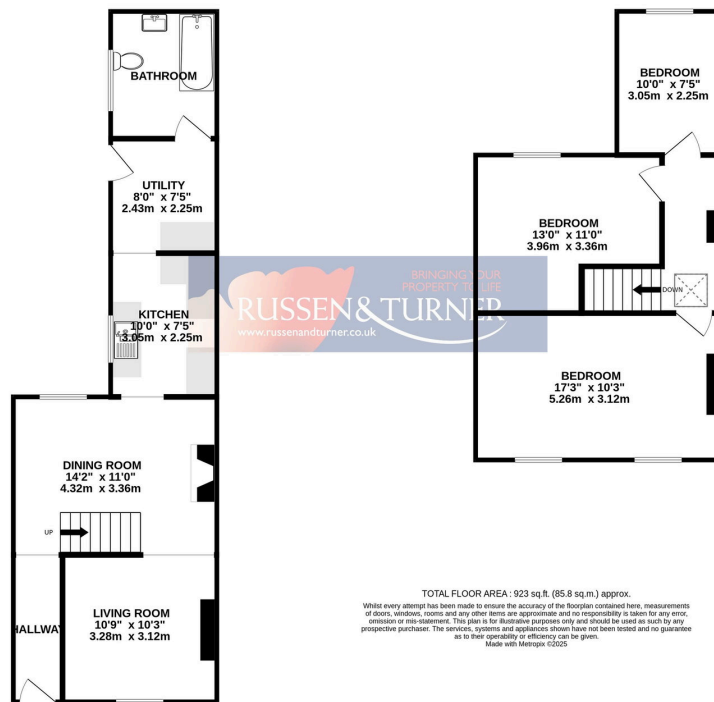 BATHROOM
UTILITY
8'0" x 7'5"
2.43m x 2.25m
KITCHEN
10'0" x 7'5"
3.05m x 2.25m
DINING ROOM
14'2" x 11'0"
4.32m x 3.36m
UP
HALLWAY
LIVING ROOM
10'9" x 10'3"
3.28m x 3.12m
BEDROOM
10'0" x 7'5"
3.05m x 2.25m
BEDROOM
13'0" x 11'0"
3.96m x 3.36m
DOWN
BEDROOM
17'3" x 10'3"
5.26m x 3.12m
BRINGING YOUR
PROPERTY TO LIFE
RUSSEN & TURNER
www.russenandturner.co.uk
TOTAL FLOOR AREA : 923 sq.ft. (85.8 sq.m.) approx.
Whilst every attempt has been made to ensure the accuracy of the floorplan contained here, measurements
of doors, windows, rooms and any other items are approximate and no responsibility is taken for any error,
omission or mis-statement. This plan is for illustrative purposes only and should be used as such by any
prospective purchaser. The services, systems and appliances shown have not been tested and no guarantee
as to their operability or efficiency can be given.
Made with Metropix ©2025